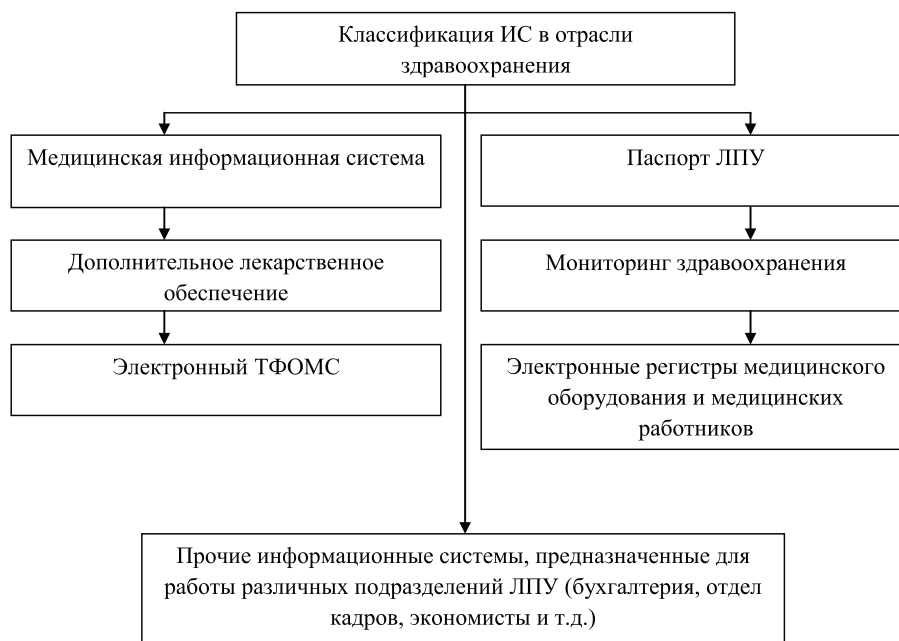 Классификация ИС в отрасли
здравоохранения
Медицинская информационная система
Паспорт ЛПУ
Дополнительное лекарственное
обеспечение
Мониторинг здравоохранения
Электронный ТФОМС
Электронные регистры медицинского
оборудования и медицинских
работников
Прочие информационные системы, предназначенные для
работы различных подразделений ЛПУ (бухгалтерия, отдел
кадров, экономисты и т.д.)